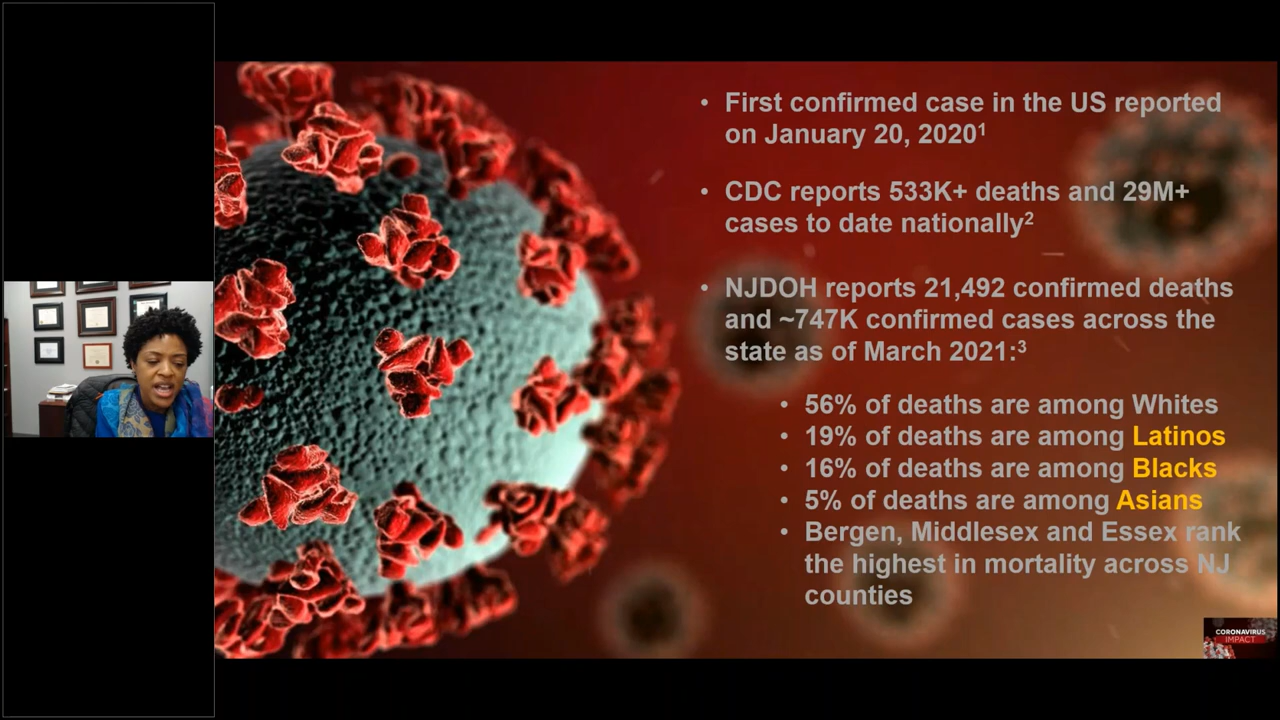 • First confirmed case in the US reported
on January 20, 2020¹
• CDC reports 533K+ deaths and 29M+
cases to date nationally²
• NJDOH reports 21,492 confirmed deaths
and ~747K confirmed cases across the
state as of March 2021:³
• 56% of deaths are among Whites
• 19% of deaths are among Latinos
• 16% of deaths are among Blacks
• 5% of deaths are among Asians
• Bergen, Middlesex and Essex rank
the highest in mortality across NJ
counties
CORONAVIRUS
IMPACT